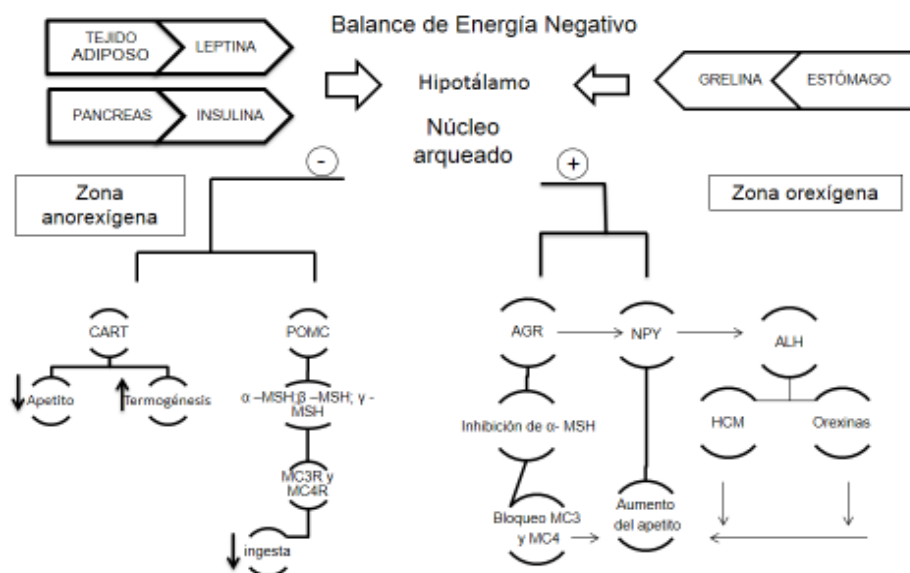 Balance de Energía Negativo
TEJIDO
ADIPOSO
LEPTINA
PANCREAS
INSULINA
Hipotálamo
GRELINA
ESTÓMAGO
Núcleo
arqueado
-
+
Zona
anorexígena
Zona orexígena
CART
POMC
AGR
NPY
ALH
Apetito
Termogénesis
α –MSH;β –MSH; γ -
MSH
Inhibición de α- MSH
HCM
Orexinas
MC3R y
MC4R
Bloqueo MC3
y MC4
Aumento
del apetito
ingesta